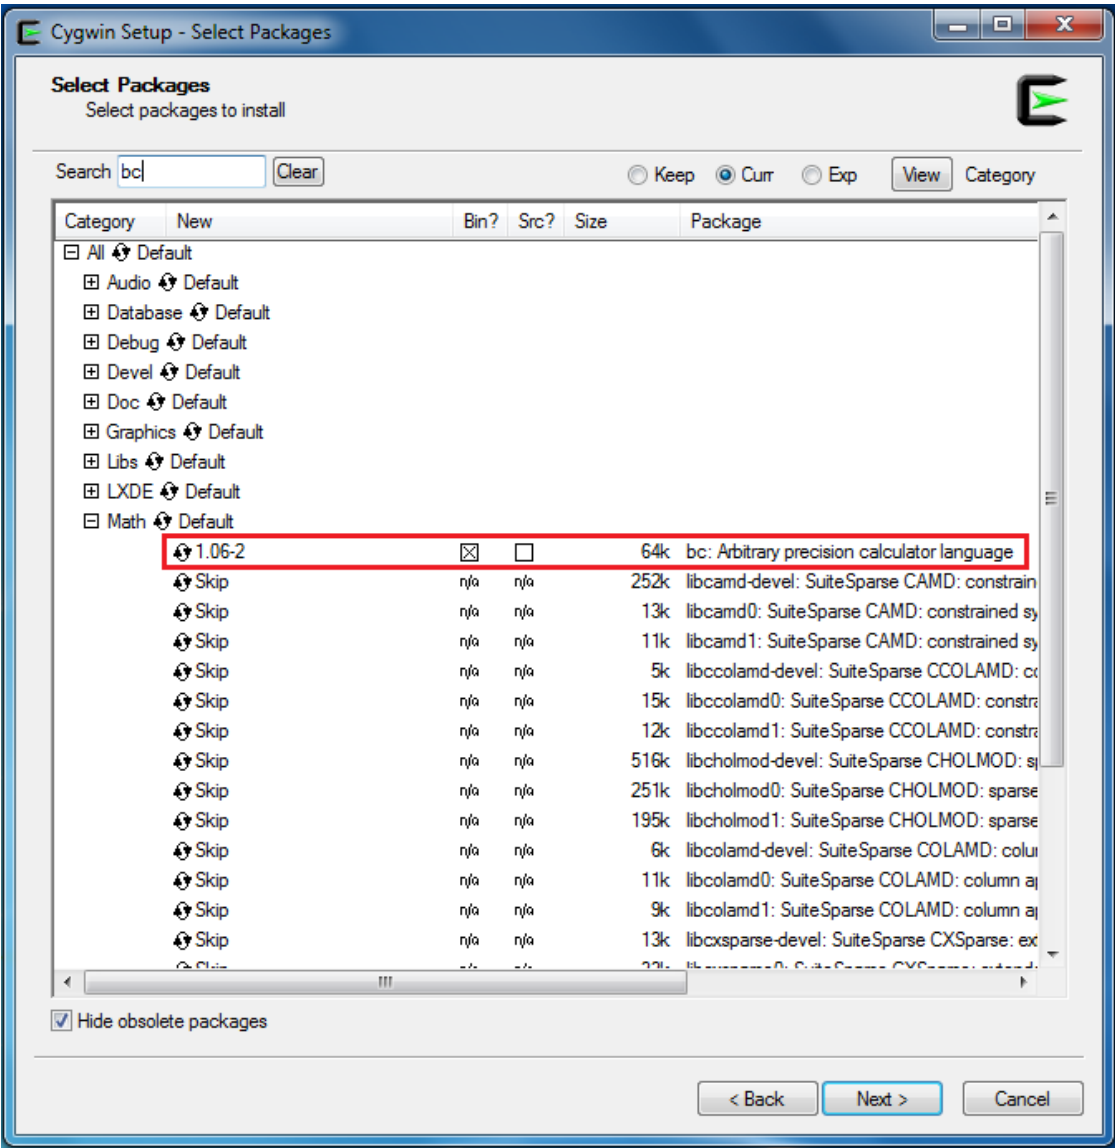 Cygwin Setup - Select Packages
Select Packages
Select packages to install
Search bc Clear Keep Curr Exp View Category
Category New Bin? Src? Size Package
All Default
Audio Default
Database Default
Debug Default
Devel Default
Doc Default
Graphics Default
Libs Default
LXDE Default
Math Default
1.06-2 64k bc: Arbitrary precision calculator language
Skip n/a n/a 252k libcamd-devel: SuiteSparse CAMD: constrain
Skip n/a n/a 13k libcamd0: SuiteSparse CAMD: constrained sy
Skip n/a n/a 11k libcamd1: SuiteSparse CAMD: constrained sy
Skip n/a n/a 5k libccolamd-devel: SuiteSparse CCOLAMD: co
Skip n/a n/a 15k libccolamd0: SuiteSparse CCOLAMD: constra
Skip n/a n/a 12k libccolamd1: SuiteSparse CCOLAMD: constra
Skip n/a n/a 516k libcholmod-devel: SuiteSparse CHOLMOD: sp
Skip n/a n/a 251k libcholmod0: SuiteSparse CHOLMOD: sparse
Skip n/a n/a 195k libcholmod1: SuiteSparse CHOLMOD: sparse
Skip n/a n/a 6k libcolamd-devel: SuiteSparse COLAMD: colu
Skip n/a n/a 11k libcolamd0: SuiteSparse COLAMD: column ap
Skip n/a n/a 9k libcolamd1: SuiteSparse COLAMD: column ap
Skip n/a n/a 13k libcxsparse-devel: SuiteSparse CXSparse: ext
Hide obsolete packages
< Back Next > Cancel